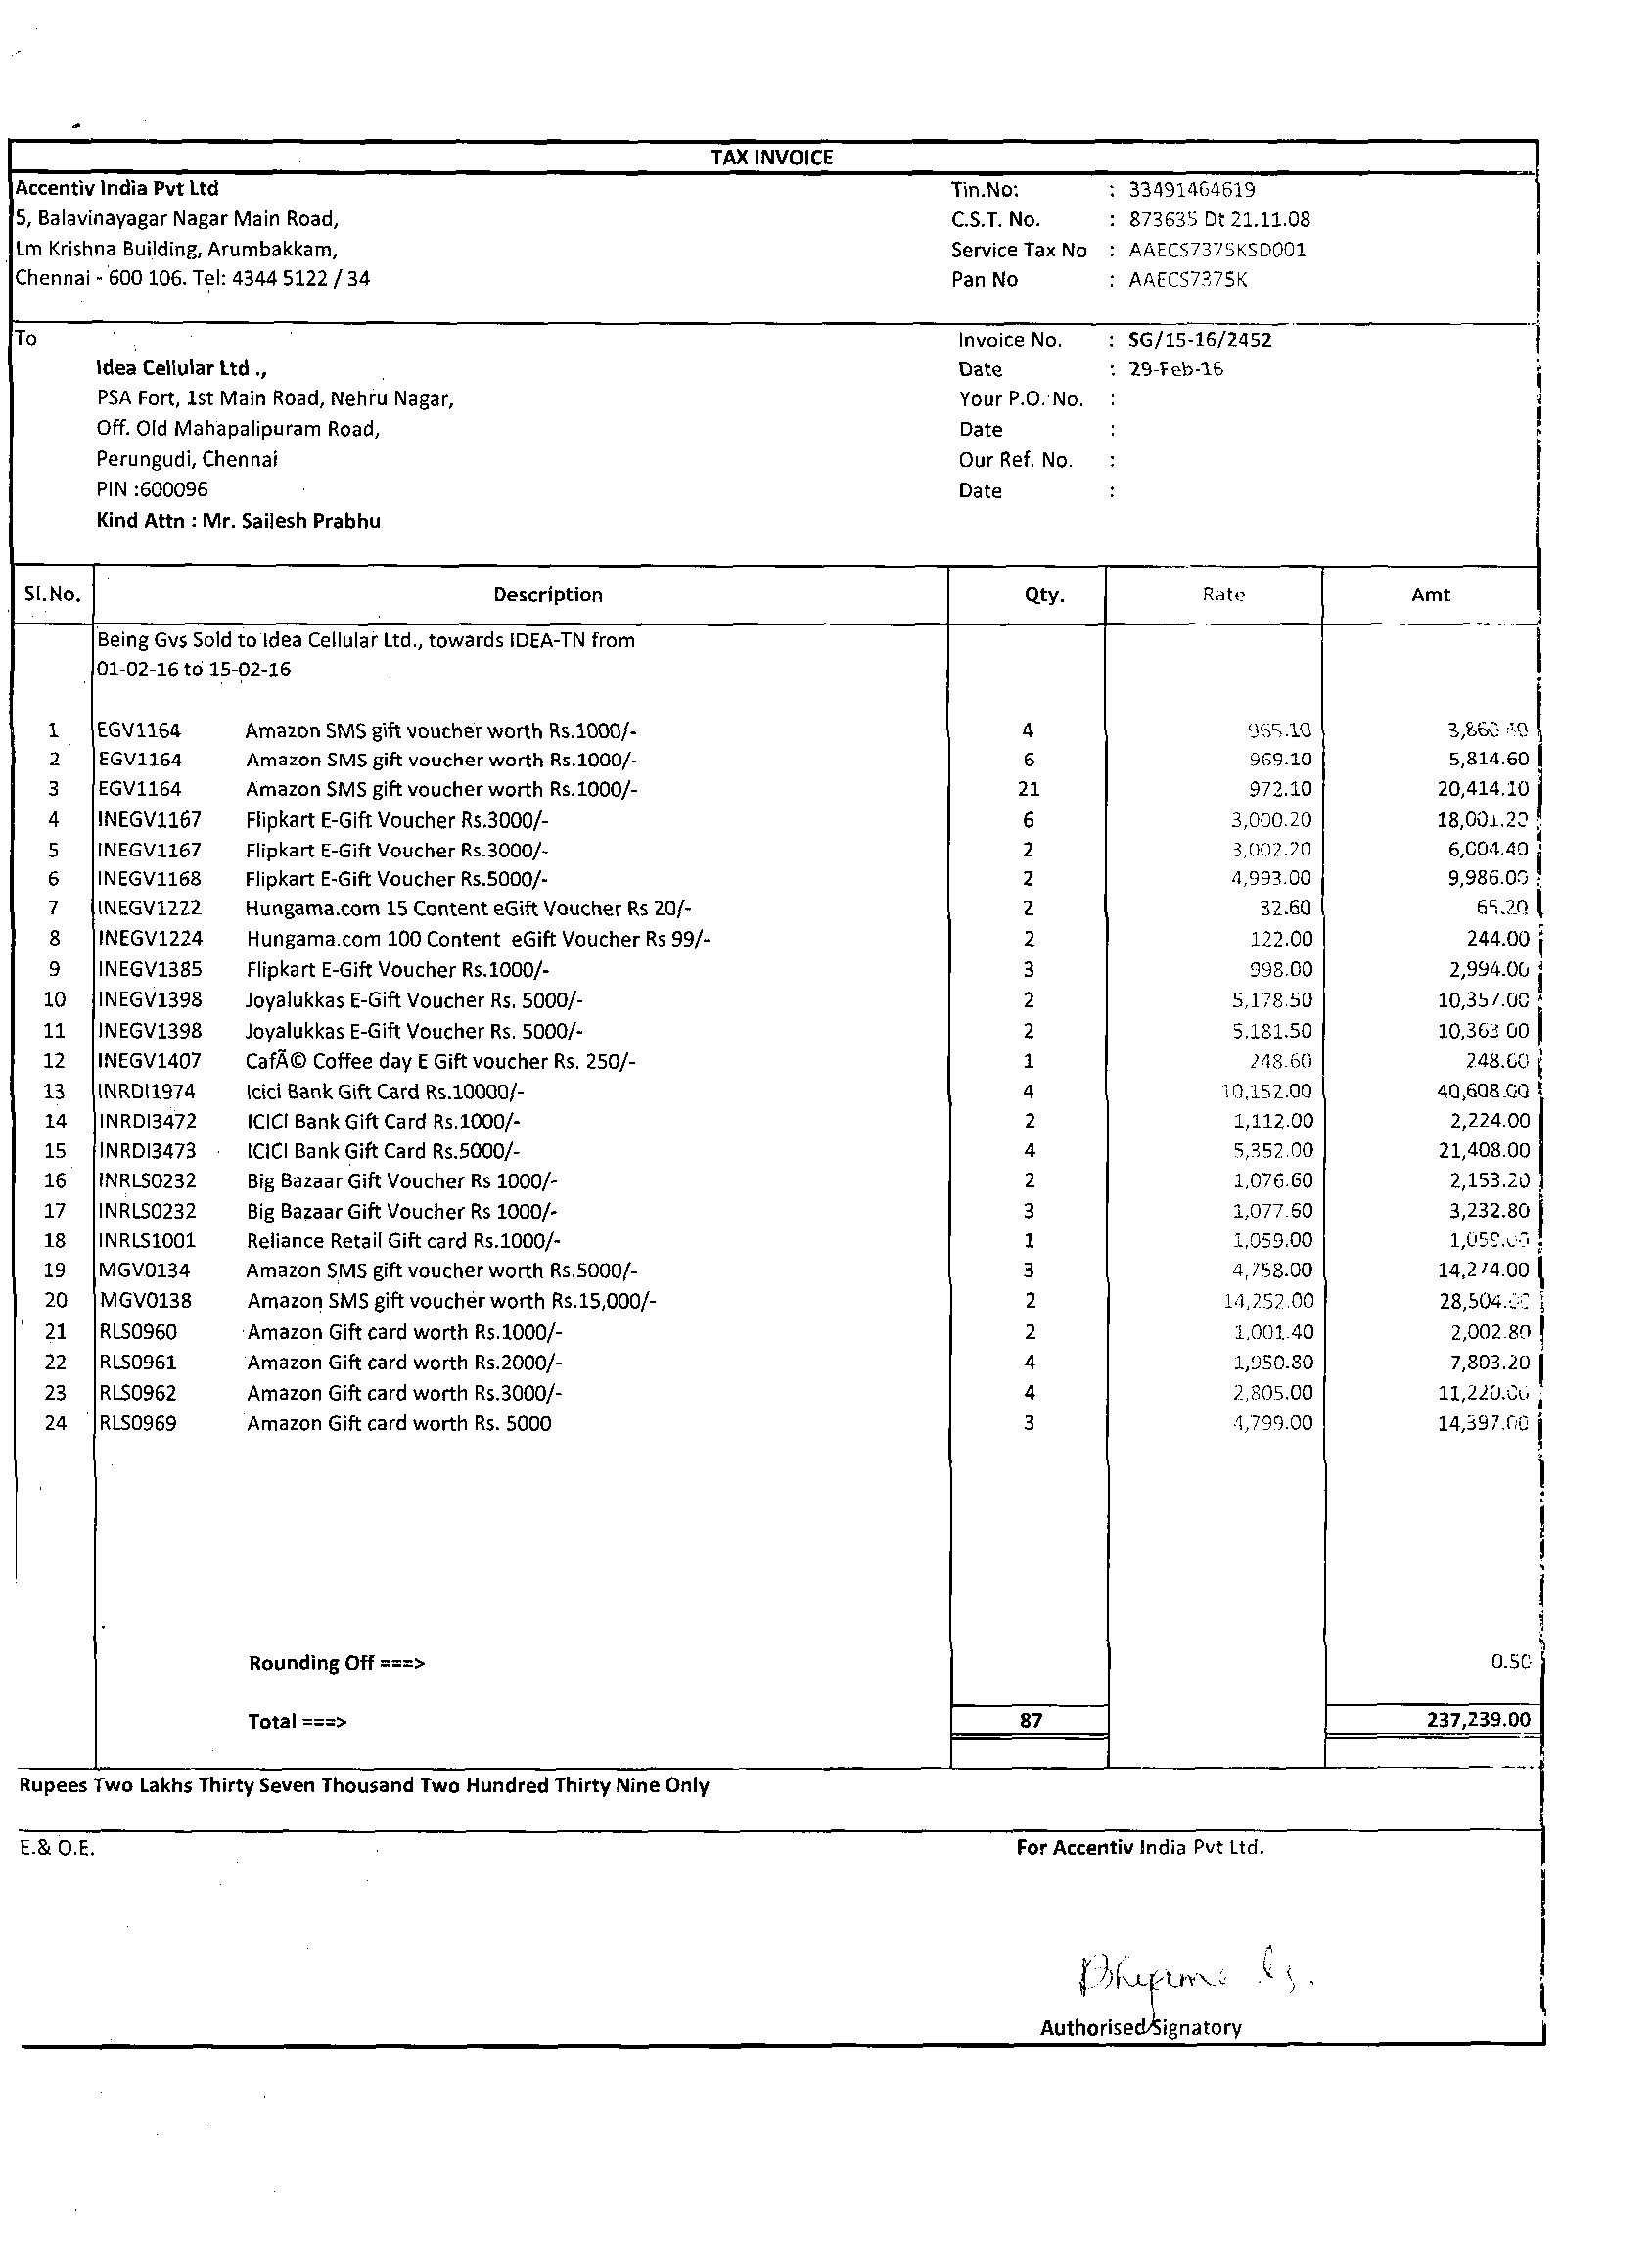 TAX INVOICE
Accentiv India Pvt Ltd
5, Balavinayagar Nagar Main Road,
Lm Krishna Building, Arumbakkam,
Chennai - 600 106. Tel: 4344 5122 / 34
Tin.No: : 33491464619
C.S.T. No. : 873635 Dt 21.11.08
Service Tax No : AAECS7375KSD001
Pan No : AAECS7375K
To
Idea Cellular Ltd .,
PSA Fort, 1st Main Road, Nehru Nagar,
Off. Old Mahapalipuram Road,
Perungudi, Chennai
PIN :600096
Kind Attn : Mr. Sailesh Prabhu
Invoice No. : SG/15-16/2452
Date : 29-Feb-16
Your P.O. No. :
Date :
Our Ref. No. :
Date :
Sl.No. Description Qty. Rate Amt
Being Gvs Sold to Idea Cellular Ltd., towards IDEA-TN from
01-02-16 to 15-02-16
1 EGV1164 Amazon SMS gift voucher worth Rs.1000/- 4 965.10 3,860.40
2 EGV1164 Amazon SMS gift voucher worth Rs.1000/- 6 969.10 5,814.60
3 EGV1164 Amazon SMS gift voucher worth Rs.1000/- 21 972.10 20,414.10
4 INEGV1167 Flipkart E-Gift Voucher Rs.3000/- 6 3,000.20 18,001.20
5 INEGV1167 Flipkart E-Gift Voucher Rs.3000/- 2 3,002.20 6,004.40
6 INEGV1168 Flipkart E-Gift Voucher Rs.5000/- 2 4,993.00 9,986.00
7 INEGV1222 Hungama.com 15 Content eGift Voucher Rs 20/- 2 32.60 65.20
8 INEGV1224 Hungama.com 100 Content eGift Voucher Rs 99/- 2 122.00 244.00
9 INEGV1385 Flipkart E-Gift Voucher Rs.1000/- 3 998.00 2,994.00
10 INEGV1398 Joyalukkas E-Gift Voucher Rs. 5000/- 2 5,178.50 10,357.00
11 INEGV1398 Joyalukkas E-Gift Voucher Rs. 5000/- 2 5,181.50 10,363.00
12 INEGV1407 CafÃ© Coffee day E Gift voucher Rs. 250/- 1 248.60 248.60
13 INRDI1974 Icici Bank Gift Card Rs.10000/- 4 10,152.00 40,608.00
14 INRDI3472 ICICI Bank Gift Card Rs.1000/- 2 1,112.00 2,224.00
15 INRDI3473 ICICI Bank Gift Card Rs.5000/- 4 5,352.00 21,408.00
16 INRLS0232 Big Bazaar Gift Voucher Rs 1000/- 2 1,076.60 2,153.20
17 INRLS0232 Big Bazaar Gift Voucher Rs 1000/- 3 1,077.60 3,232.80
18 INRLS1001 Reliance Retail Gift card Rs.1000/- 1 1,059.00 1,059.00
19 MGV0134 Amazon SMS gift voucher worth Rs.5000/- 3 4,758.00 14,274.00
20 MGV0138 Amazon SMS gift voucher worth Rs.15,000/- 2 14,252.00 28,504.00
21 RLS0960 Amazon Gift card worth Rs.1000/- 2 1,001.40 2,002.80
22 RLS0961 Amazon Gift card worth Rs.2000/- 4 1,950.80 7,803.20
23 RLS0962 Amazon Gift card worth Rs.3000/- 4 2,805.00 11,220.00
24 RLS0969 Amazon Gift card worth Rs. 5000 3 4,799.00 14,397.00
Rounding Off ===> 0.50
Total ===> 87 237,239.00
Rupees Two Lakhs Thirty Seven Thousand Two Hundred Thirty Nine Only
E.& O.E.
For Accentiv India Pvt Ltd.
Authorised Signatory